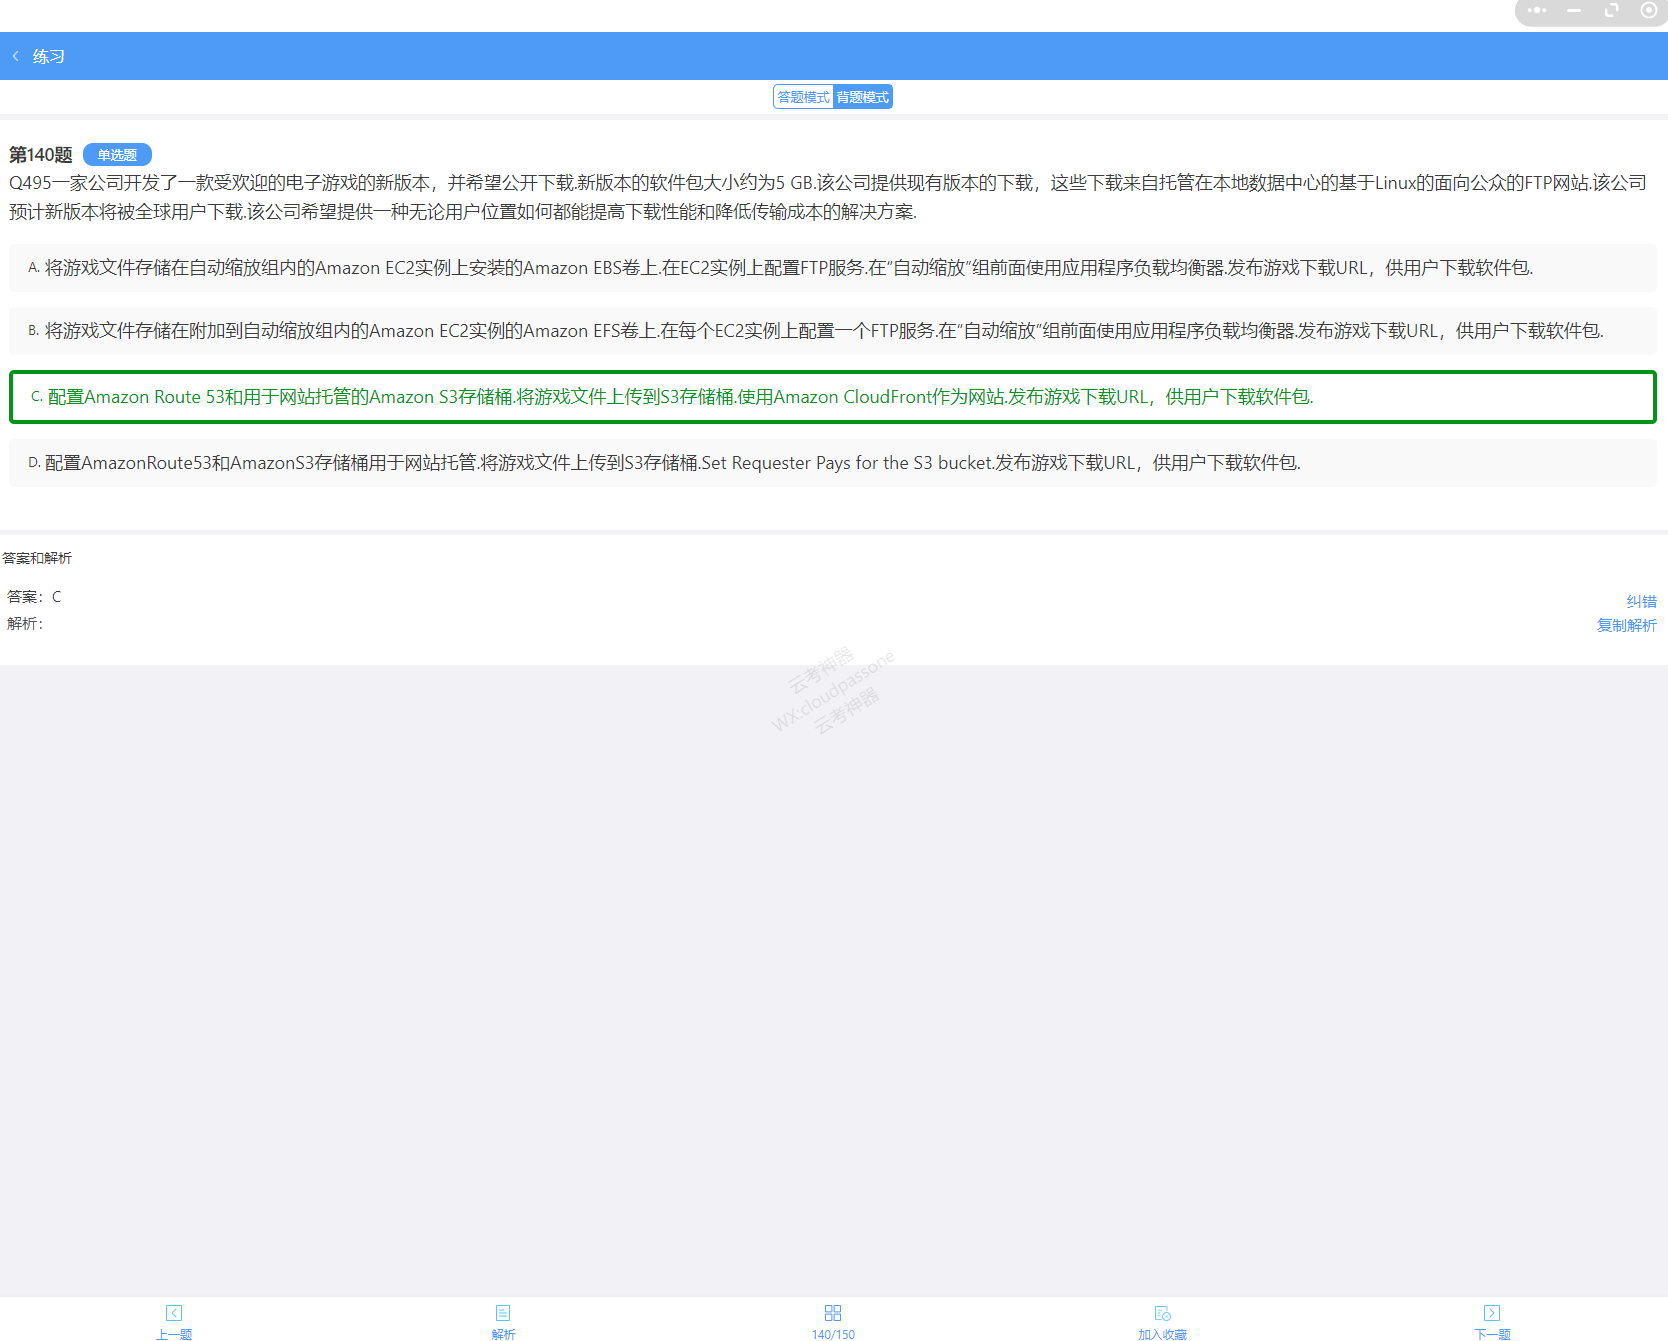 练习
答题模式 背题模式
第140题 单选题
Q495一家公司开发了一款受欢迎的电子游戏的新版本，并希望公开下载.新版本的软件包大小约为5 GB.该公司提供现有版本的下载，这些下载来自托管在本地数据中心的基于Linux的面向公众的FTP网站.该公司
预计新版本将被全球用户下载.该公司希望提供一种无论用户位置如何都能提高下载性能和降低传输成本的解决方案.
A. 将游戏文件存储在自动缩放组内的Amazon EC2实例上安装的Amazon EBS卷上.在EC2实例上配置FTP服务.在“自动缩放”组前面使用应用程序负载均衡器.发布游戏下载URL，供用户下载软件包.
B. 将游戏文件存储在附加到自动缩放组内的Amazon EC2实例的Amazon EFS卷上.在每个EC2实例上配置一个FTP服务.在“自动缩放”组前面使用应用程序负载均衡器.发布游戏下载URL，供用户下载软件包.
C. 配置Amazon Route 53和用于网站托管的Amazon S3存储桶.将游戏文件上传到S3存储桶.使用Amazon CloudFront作为网站.发布游戏下载URL，供用户下载软件包.
D. 配置AmazonRoute53和AmazonS3存储桶用于网站托管.将游戏文件上传到S3存储桶.Set Requester Pays for the S3 bucket.发布游戏下载URL，供用户下载软件包.
答案和解析
答案：C
纠错
解析：
复制解析
云考神器
WX:cloudpassone
云考神器
上一题 解析 140/150 加入收藏 下一题